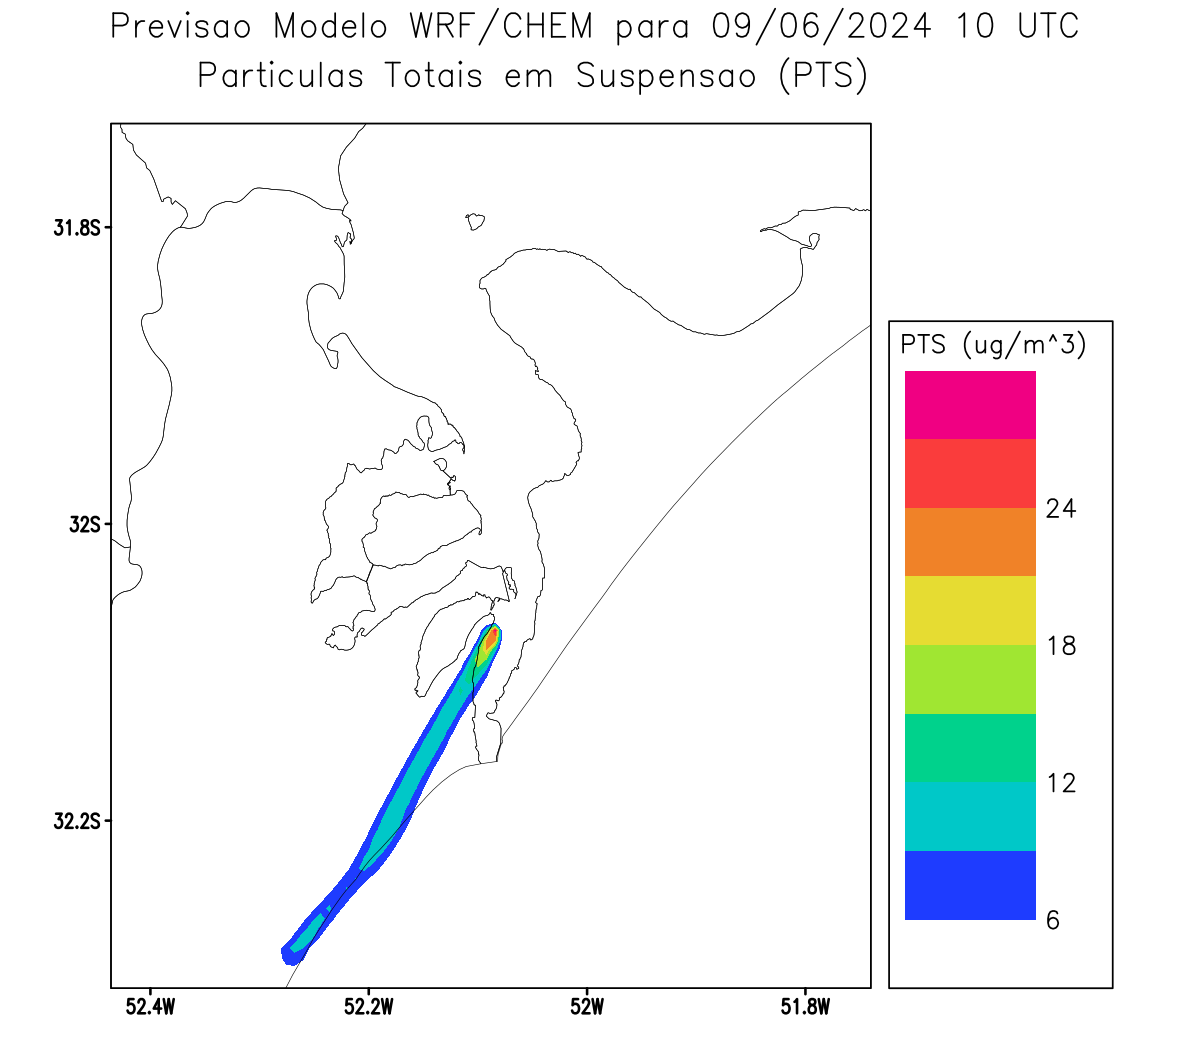 Previsao Modelo WRF/CHEM para 09/06/2024 10 UTC
Particulas Totais em Suspensao (PTS)
31.8S
32S
32.2S
52.4W
52.2W
52W
51.8W
PTS (ug/m^3)
24
18
12
6